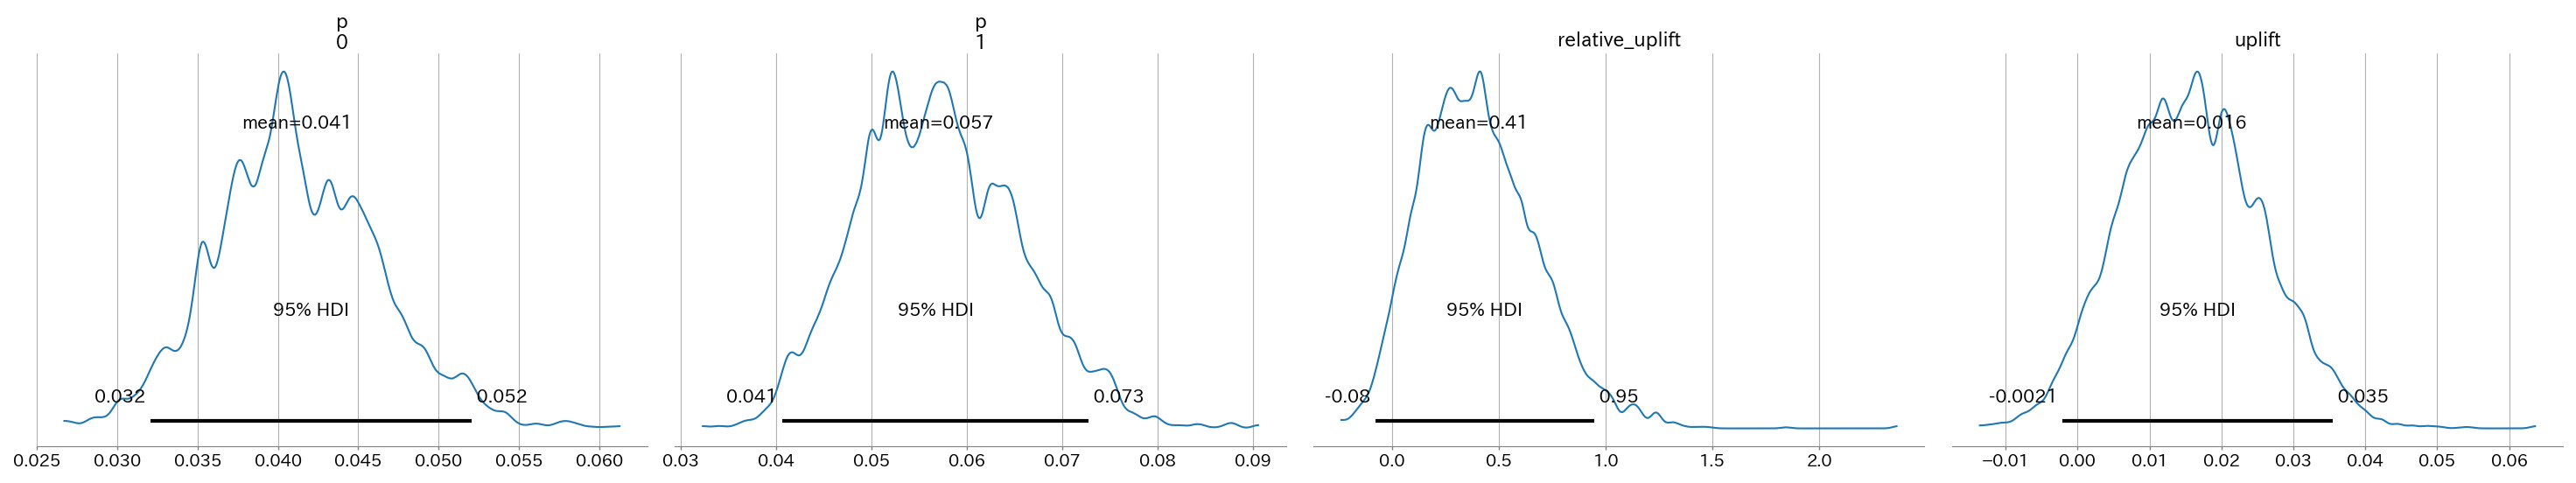 p
0
mean=0.041
95% HDI
0.032
0.052
0.025 0.030 0.035 0.040 0.045 0.050 0.055 0.060
p
1
mean=0.057
95% HDI
0.041
0.073
0.03 0.04 0.05 0.06 0.07 0.08 0.09
relative_uplift
mean=0.41
95% HDI
-0.08
0.95
0.0 0.5 1.0 1.5 2.0
uplift
mean=0.016
95% HDI
-0.0021
0.035
−0.01 0.00 0.01 0.02 0.03 0.04 0.05 0.06